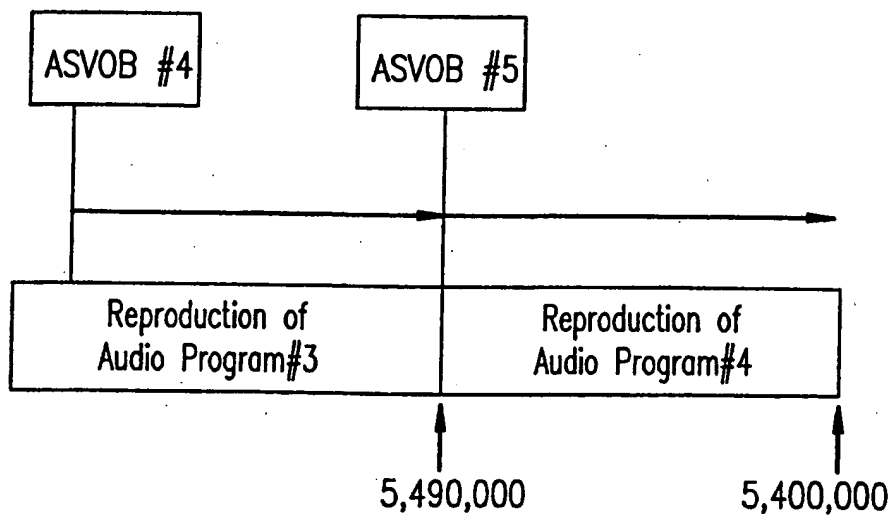 ASVOB #4
ASVOB #5
Reproduction of
Audio Program#3
Reproduction of
Audio Program#4
5,490,000
5,400,000